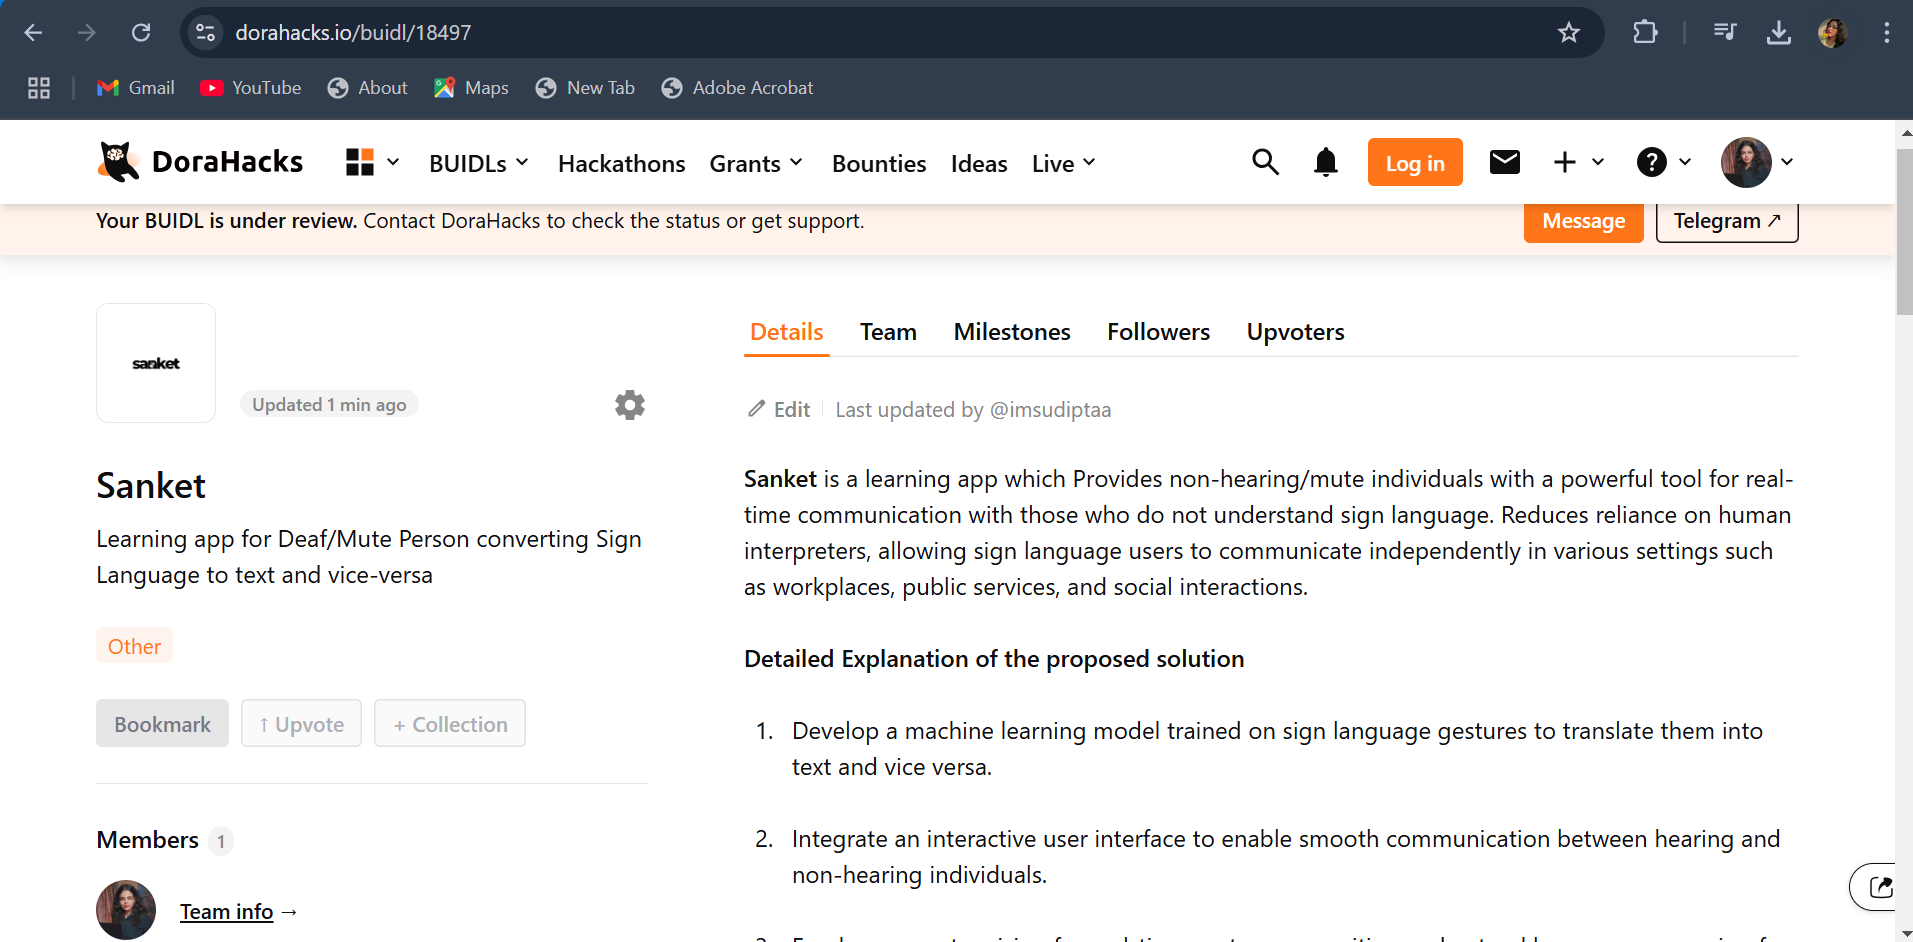 dorahacks.io/buidl/18497
Gmail YouTube About Maps New Tab Adobe Acrobat
DoraHacks BUIDLs Hackathons Grants Bounties Ideas Live Log in
Your BUIDL is under review. Contact DoraHacks to check the status or get support. Message Telegram ↗
sanket
Updated 1 min ago
Sanket
Learning app for Deaf/Mute Person converting Sign
Language to text and vice-versa
Other
Bookmark ↑ Upvote + Collection
Members 1
Team info →
Details Team Milestones Followers Upvoters
Edit Last updated by @imsudiptaa
Sanket is a learning app which Provides non-hearing/mute individuals with a powerful tool for real-
time communication with those who do not understand sign language. Reduces reliance on human
interpreters, allowing sign language users to communicate independently in various settings such
as workplaces, public services, and social interactions.
Detailed Explanation of the proposed solution
1. Develop a machine learning model trained on sign language gestures to translate them into
text and vice versa.
2. Integrate an interactive user interface to enable smooth communication between hearing and
non-hearing individuals.